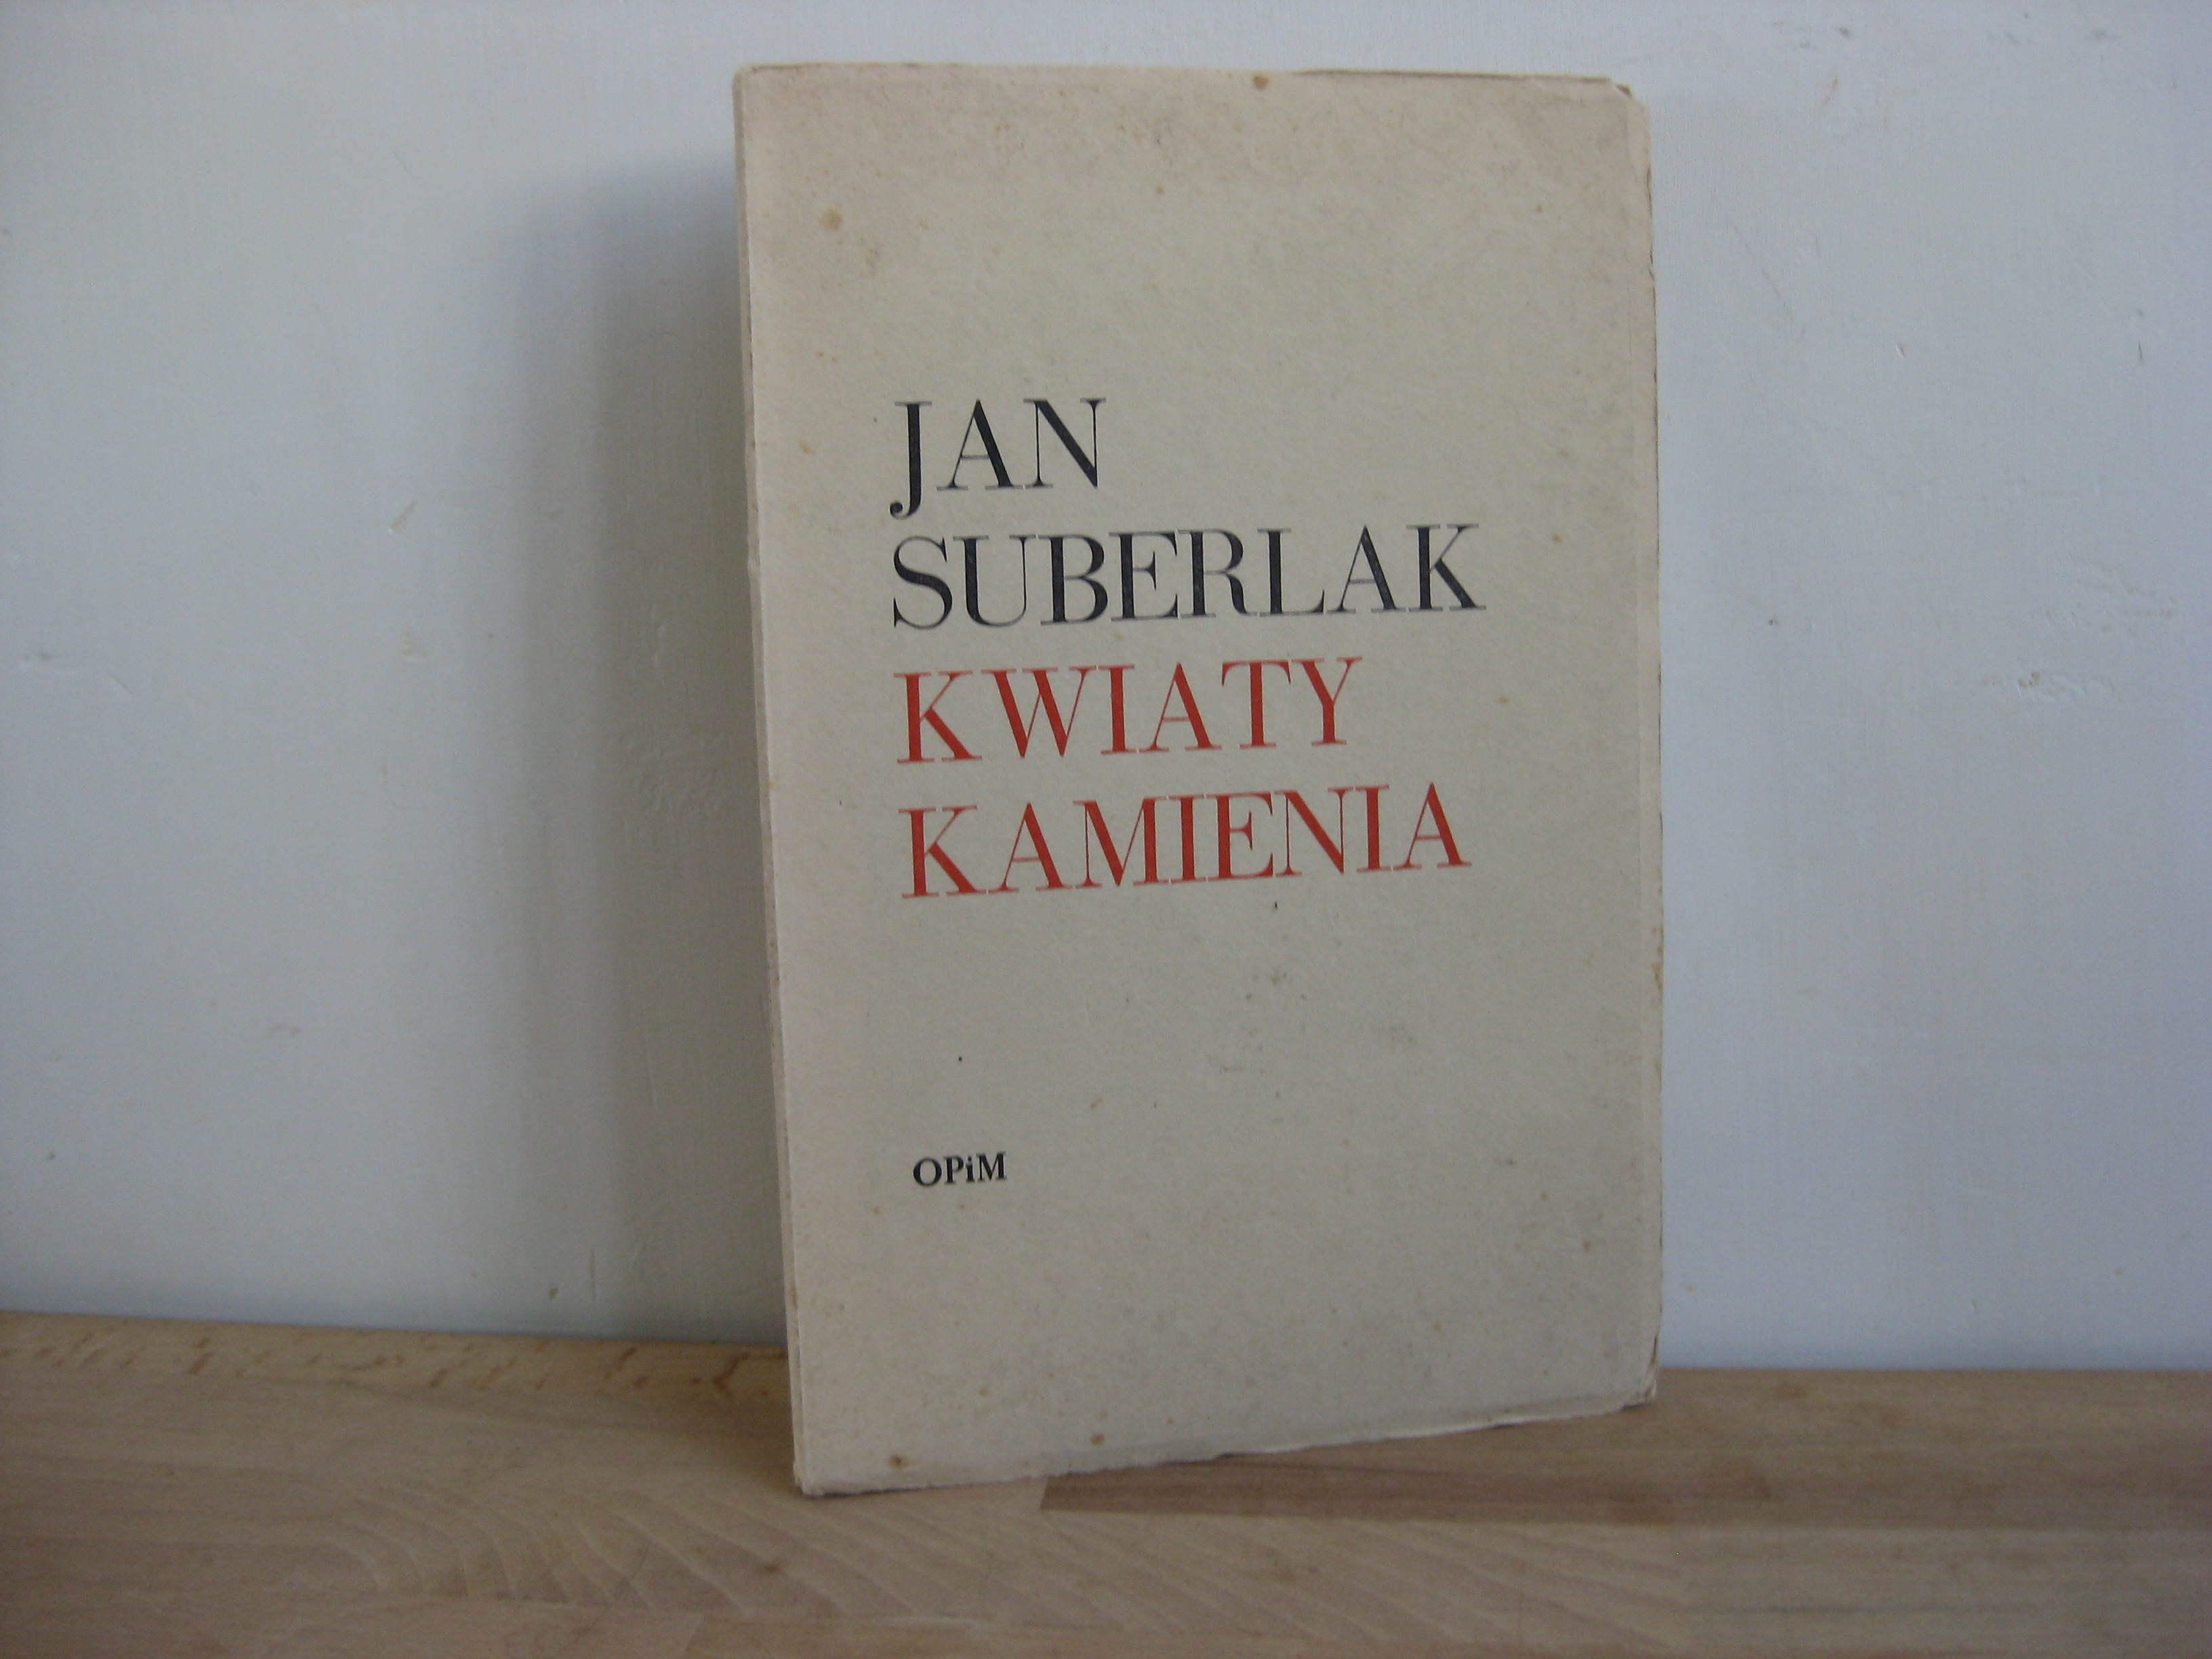 JAN
SUBERLAK
KWIATY
KAMIENIA
OPiM